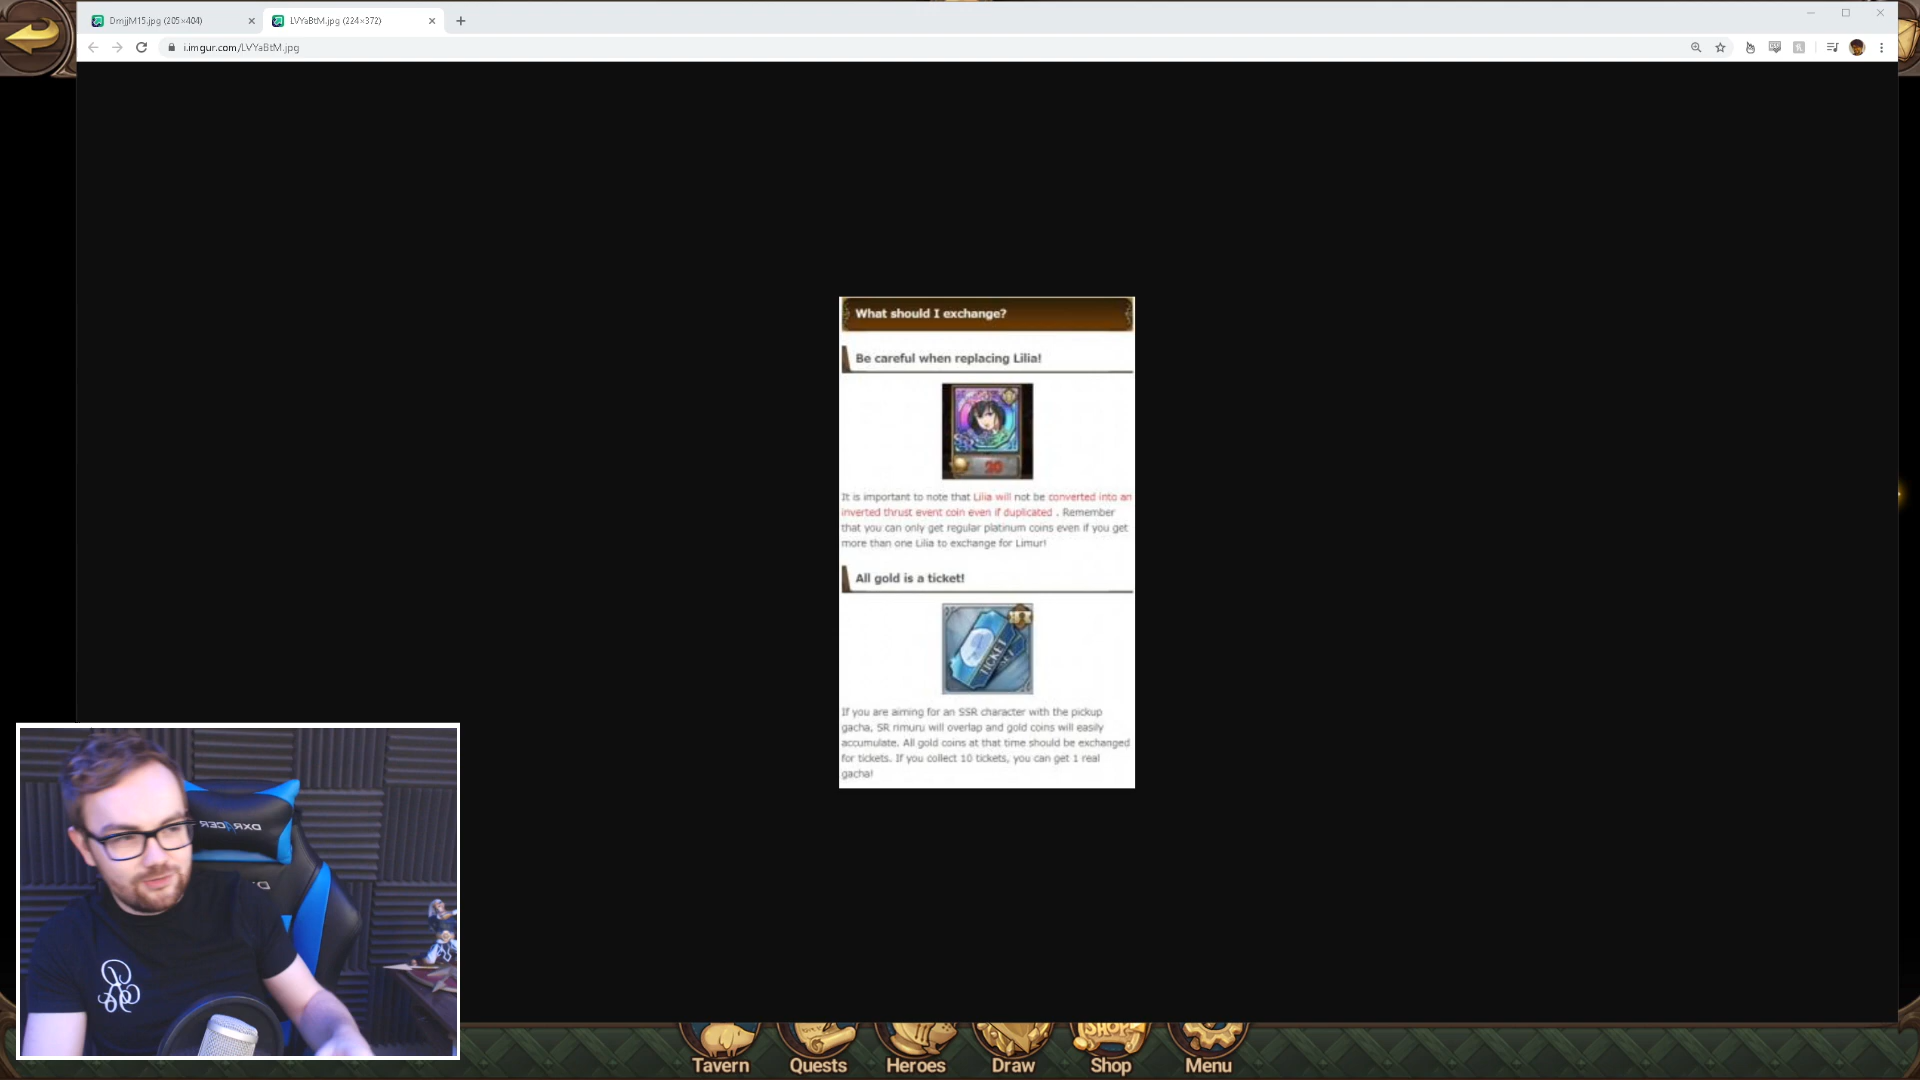 DmjjM15.jpg (205×404)
LVYaBtM.jpg (224×372)
i.imgur.com/LVYaBtM.jpg
What should I exchange?
Be careful when replacing Lilia!
30
It is important to note that Lilia will not be converted into an
inverted thrust event coin even if duplicated . Remember
that you can only get regular platinum coins even if you get
more than one Lilia to exchange for Limur!
All gold is a ticket!
TICKET
If you are aiming for an SSR character with the pickup
gacha, SR rimuru will overlap and gold coins will easily
accumulate. All gold coins at that time should be exchanged
for tickets. If you collect 10 tickets, you can get 1 real
gacha!
DXRACER
SHOP
Tavern
Quests
Heroes
Draw
Shop
Menu